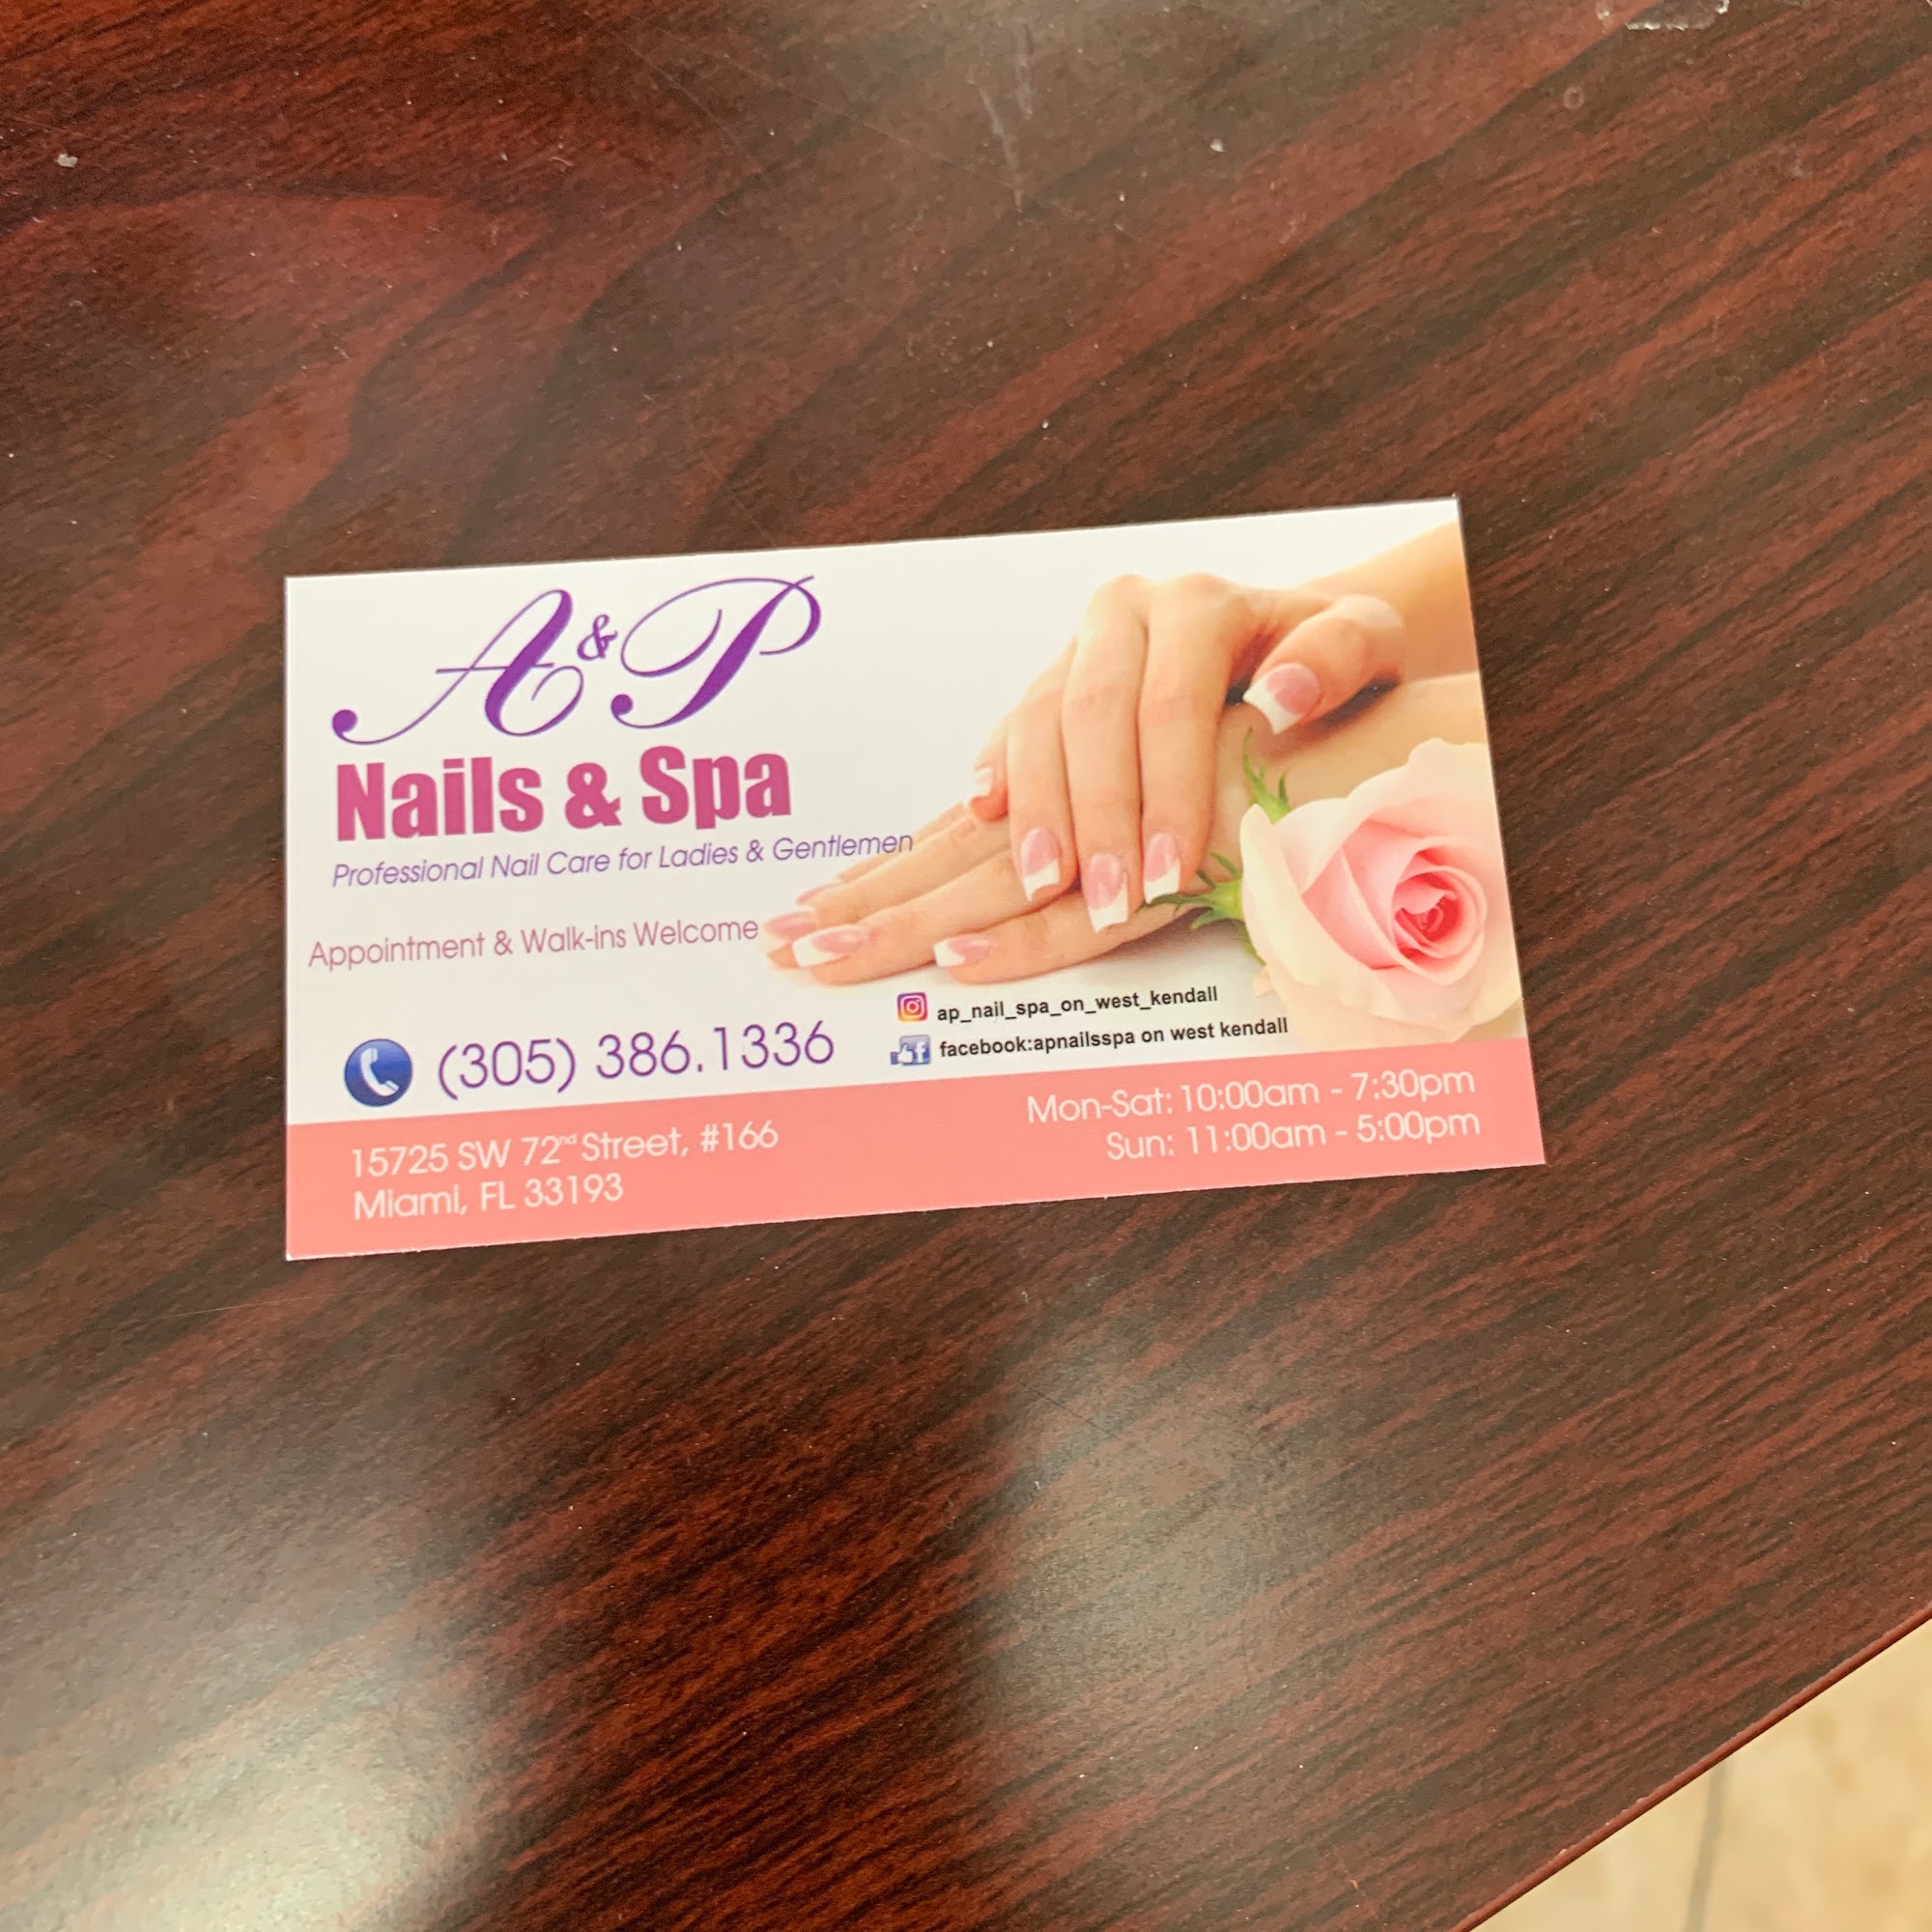 A&P
Nails & Spa
Professional Nail Care for Ladies & Gentlemen
Appointment & Walk-ins Welcome
(305) 386.1336
ap_nail_spa_on_west_kendall
facebook:apnailsspa on west kendall
15725 SW 72nd Street, #166
Miami, FL 33193
Mon-Sat: 10:00am - 7:30pm
Sun: 11:00am - 5:00pm